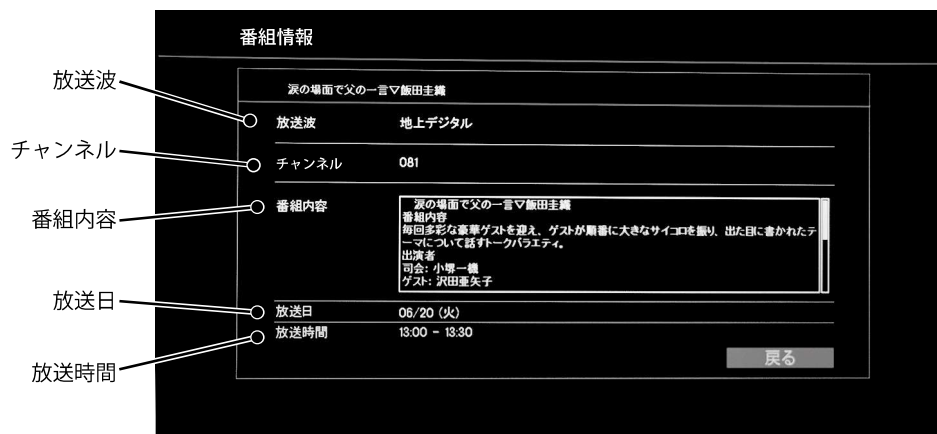 番組情報
涙の場面で父の一言▽飯田圭織
放送波
放送波 地上デジタル
チャンネル
チャンネル 081
番組内容
番組内容
涙の場面で父の一言▽飯田圭織
番組内容
毎回多彩な豪華ゲストを迎え、ゲストが順番に大きなサイコロを振り、出た目に書かれたテ
ーマについて話すトークバラエティ。
出演者
司会: 小堺一機
ゲスト: 沢田亜矢子
放送日
放送日 06/20 (火)
放送時間
放送時間 13:00 - 13:30
戻る